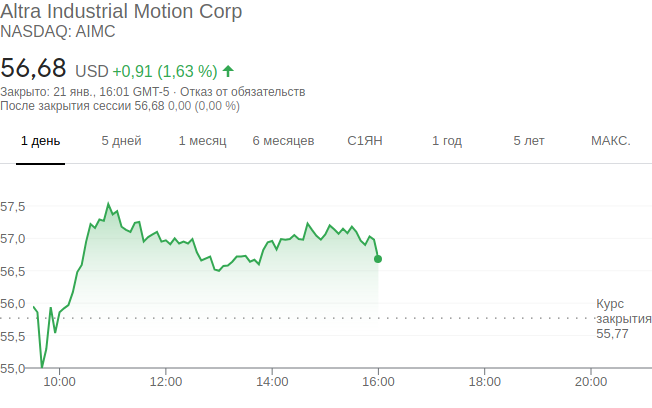 Altra Industrial Motion Corp
NASDAQ: AIMC
56,68 USD +0,91 (1,63 %)
Закрыто: 21 янв., 16:01 GMT-5 · Отказ от обязательств
После закрытия сессии 56,68 0,00 (0,00 %)
1 день 5 дней 1 месяц 6 месяцев С1ЯН 1 год 5 лет МАКС.
57,5
57,0
56,5
56,0
55,5
55,0
Курс
закрытия
55,77
10:00 12:00 14:00 16:00 18:00 20:00